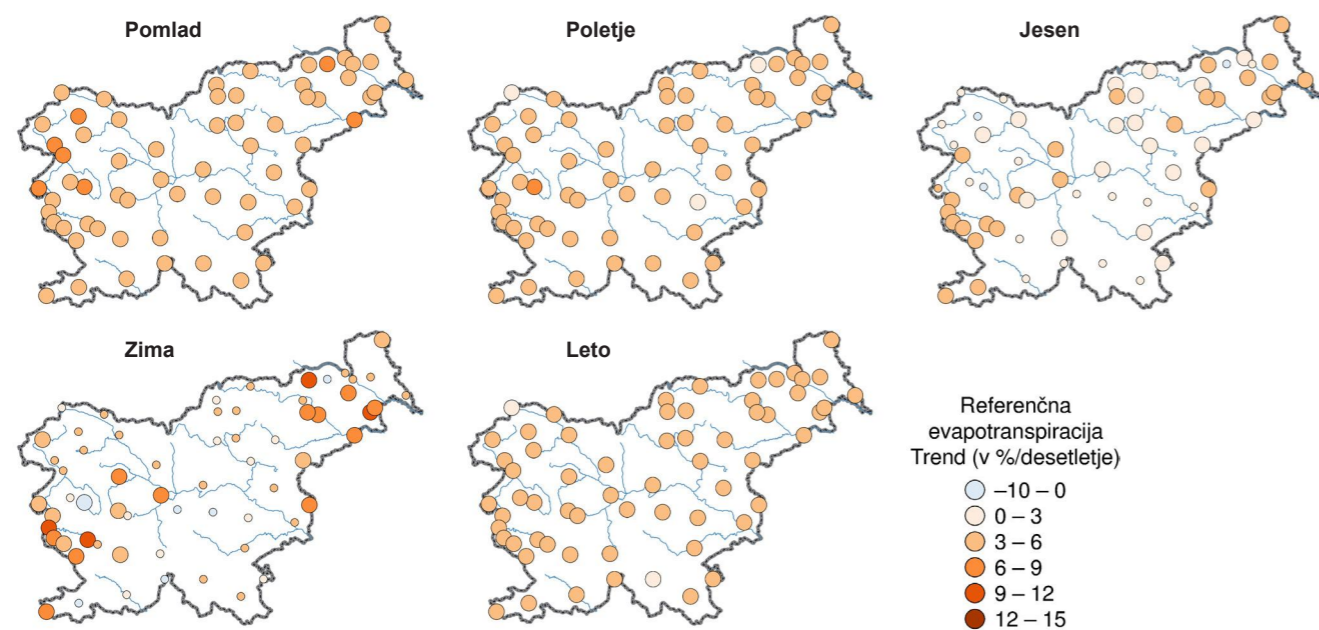 Pomlad
Poletje
Jesen
Zima
Leto
Referenčna
evapotranspiracija
Trend (v %/desetletje)
–10 – 0
0 – 3
3 – 6
6 – 9
9 – 12
12 – 15